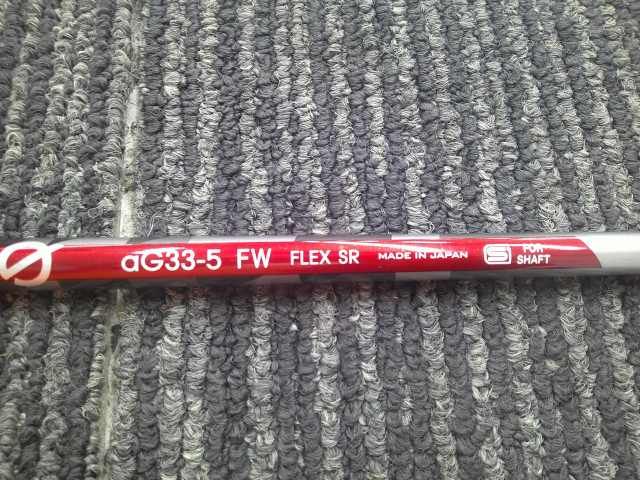 aG33-5 FW FLEX SR MADE IN JAPAN S FOR SHAFT